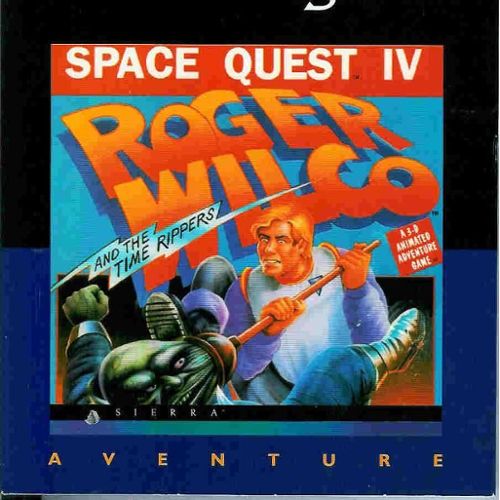 SPACE QUEST IV
ROGER
WILCO
AND THE
TIME RIPPERS
A 3-D
ANIMATED
ADVENTURE
GAME
SIERRA
AVENTURE